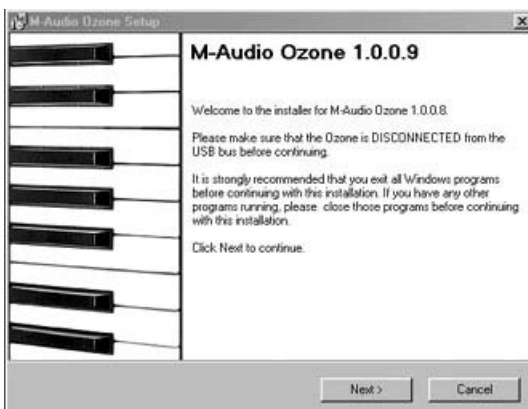 M-Audio Ozone Setup
M-Audio Ozone 1.0.0.9
Welcome to the installer for M-Audio Ozone 1.0.0.8.
Please make sure that the Ozone is DISCONNECTED from the
USB bus before continuing.
It is strongly recommended that you exit all Windows programs
before continuing with this installation. If you have any other
programs running, please close those programs before continuing
with this installation.
Click Next to continue.
Next >
Cancel